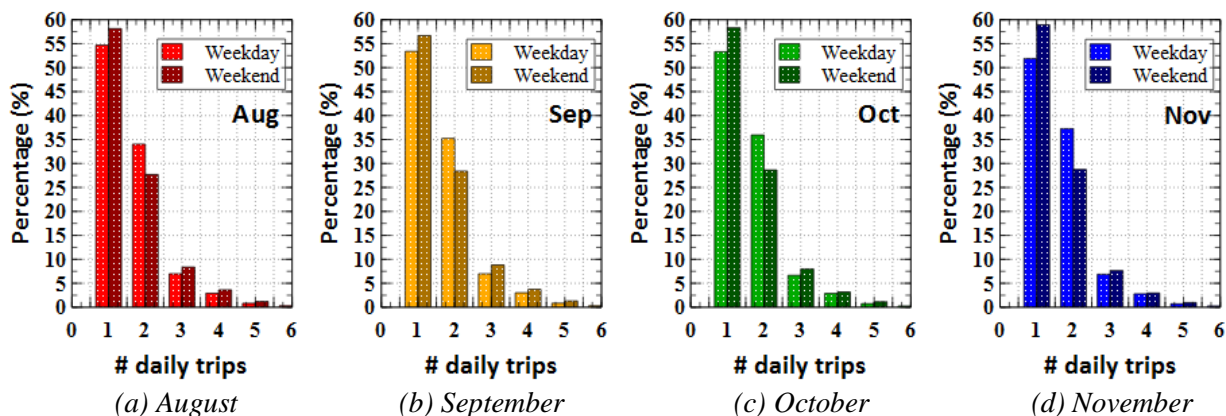 Percentage (%)
60
55
50
45
40
35
30
25
20
15
10
5
0
Weekday
Weekend
Aug
0 1 2 3 4 5 6
# daily trips
(a) August
Percentage (%)
60
55
50
45
40
35
30
25
20
15
10
5
0
Weekday
Weekend
Sep
0 1 2 3 4 5 6
# daily trips
(b) September
Percentage (%)
60
55
50
45
40
35
30
25
20
15
10
5
0
Weekday
Weekend
Oct
0 1 2 3 4 5 6
# daily trips
(c) October
Percentage (%)
60
55
50
45
40
35
30
25
20
15
10
5
0
Weekday
Weekend
Nov
0 1 2 3 4 5 6
# daily trips
(d) November